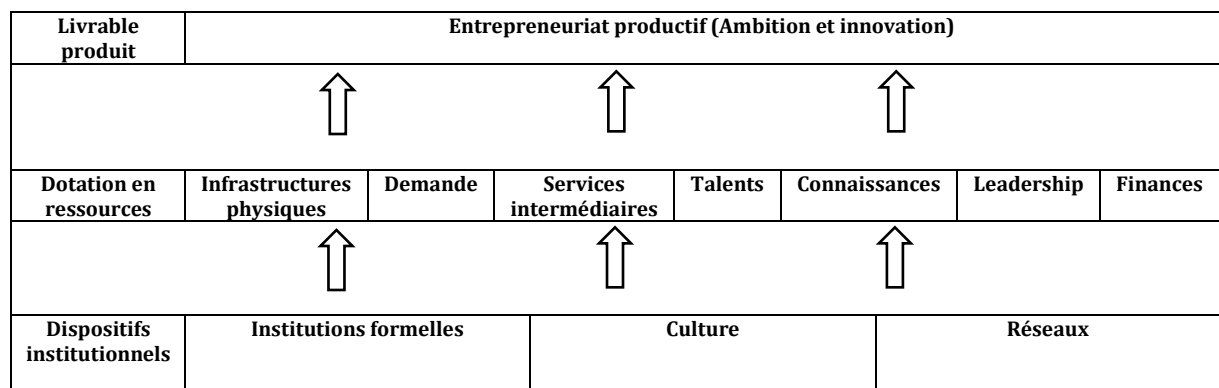 Livrable
produit
Entrepreneuriat productif (Ambition et innovation)
Dotation en
ressources
Infrastructures
physiques
Demande
Services
intermédiaires
Talents
Connaissances
Leadership
Finances
Dispositifs
institutionnels
Institutions formelles
Culture
Réseaux